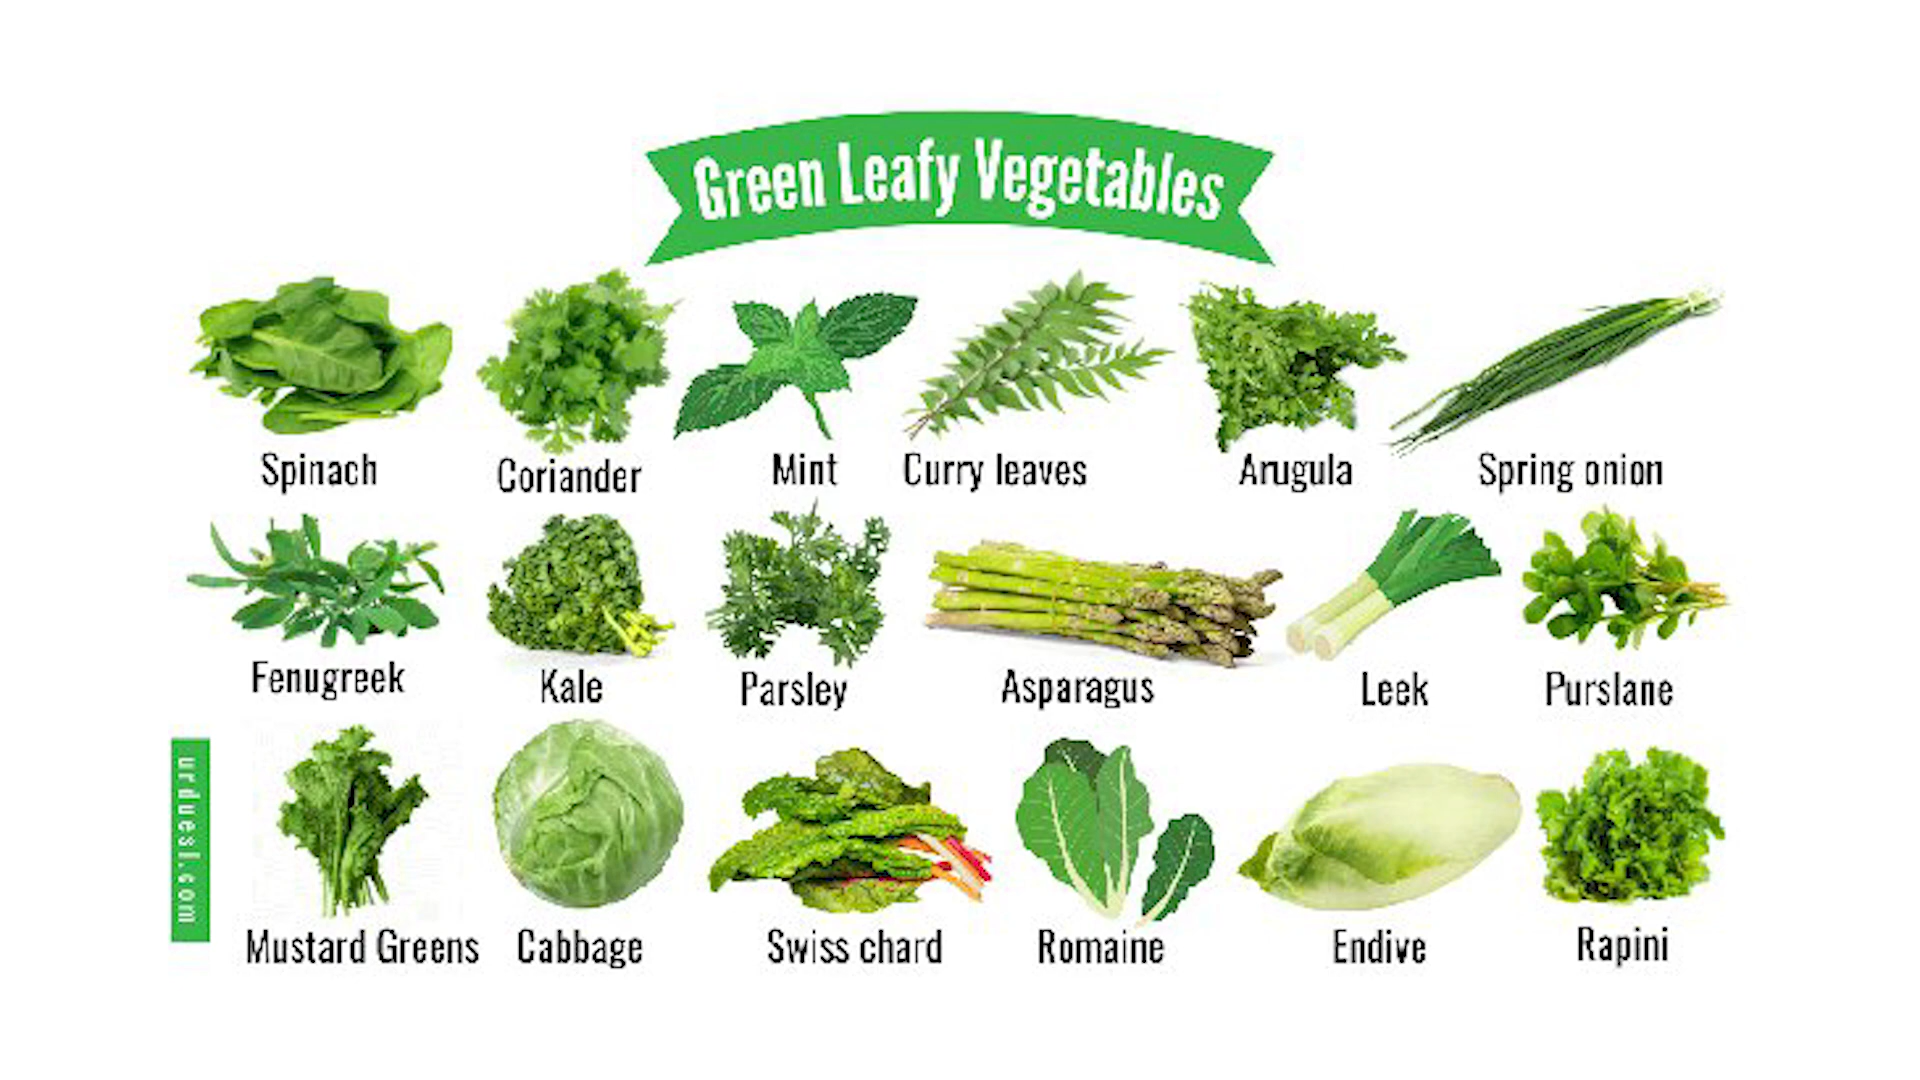 Green Leafy Vegetables
Spinach
Coriander
Mint
Curry leaves
Arugula
Spring onion
Fenugreek
Kale
Parsley
Asparagus
Leek
Purslane
urduesl.com
Mustard Greens
Cabbage
Swiss chard
Romaine
Endive
Rapini